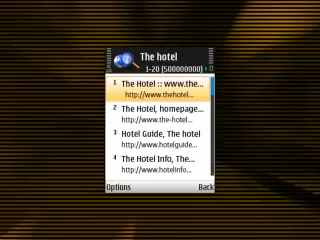 The hotel
1-20 (500000000)
1 The Hotel :: www.the...
http://www.thehotel...
2 The Hotel, homepage...
http://www.the-hotel...
3 Hotel Guide, The hotel
http://www.hotelguide...
4 The Hotel Info, The...
http://www.hotelinfo...
Options Back